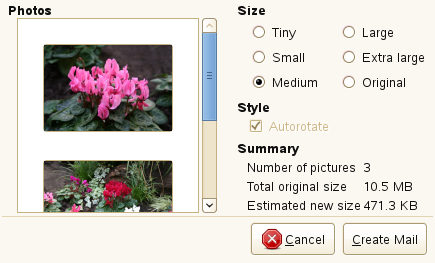 Photos
Size
Tiny
Large
Small
Extra large
Medium
Original
Style
Autorotate
Summary
Number of pictures 3
Total original size 10.5 MB
Estimated new size 471.3 KB
Cancel
Create Mail